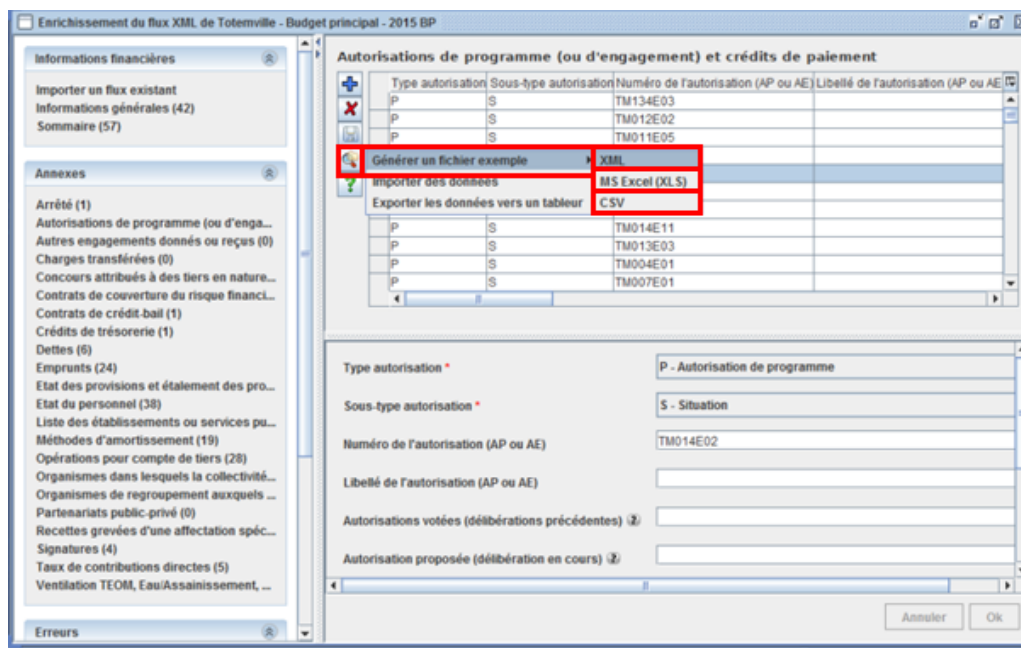 Enrichissement du flux XML de Totemville - Budget principal - 2015 BP
Informations financières
Importer un flux existant
Informations générales (42)
Sommaire (57)
Annexes
Arrêté (1)
Autorisations de programme (ou d'enga...
Autres engagements donnés ou reçus (0)
Charges transférées (0)
Concours attribués à des tiers en nature...
Contrats de couverture du risque financi...
Contrats de crédit-bail (1)
Crédits de trésorerie (1)
Dettes (6)
Emprunts (24)
Etat des provisions et étalement des pro...
Etat du personnel (38)
Liste des établissements ou services pu...
Méthodes d'amortissement (19)
Opérations pour compte de tiers (28)
Organismes dans lesquels la collectivité...
Organismes de regroupement auxquels ...
Partenariats public-privé (0)
Recettes grevées d'une affectation spéc...
Signatures (4)
Taux de contributions directes (5)
Ventilation TEOM, Eau/Assainissement, ...
Erreurs
Autorisations de programme (ou d'engagement) et crédits de paiement
Type autorisation Sous-type autorisation Numéro de l'autorisation (AP ou AE) Libellé de l'autorisation (AP ou AE
P S TM134E03
P S TM012E02
P S TM011E05
Générer un fichier exemple XML
Importer des données MS Excel (XLS)
Exporter les données vers un tableur CSV
P S TM014E11
P S TM013E03
P S TM004E01
P S TM007E01
Type autorisation * P - Autorisation de programme
Sous-type autorisation * S - Situation
Numéro de l'autorisation (AP ou AE) TM014E02
Libellé de l'autorisation (AP ou AE)
Autorisations votées (délibérations précédentes) ?
Autorisation proposée (délibération en cours) ?
Annuler Ok